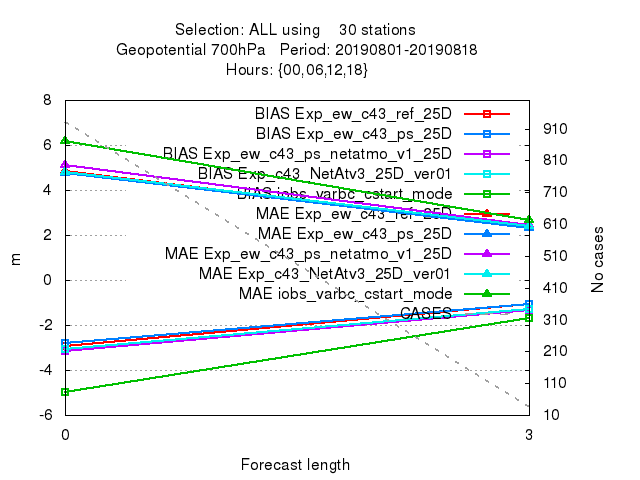 Selection: ALL using 30 stations
Geopotential 700hPa Period: 20190801-20190818
Hours: {00,06,12,18}
BIAS Exp_ew_c43_ref_25D
BIAS Exp_ew_c43_ps_25D
BIAS Exp_ew_c43_ps_netatmo_v1_25D
BIAS Exp_c43_NetAtv3_25D_ver01
BIAS iobs_varbc_cstart_mode
MAE Exp_ew_c43_ref_25D
MAE Exp_ew_c43_ps_25D
MAE Exp_ew_c43_ps_netatmo_v1_25D
MAE Exp_c43_NetAtv3_25D_ver01
MAE iobs_varbc_cstart_mode
CASES
8
6
4
2
0
-2
-4
-6
m
910
810
710
610
510
410
310
210
110
10
No cases
0
3
Forecast length